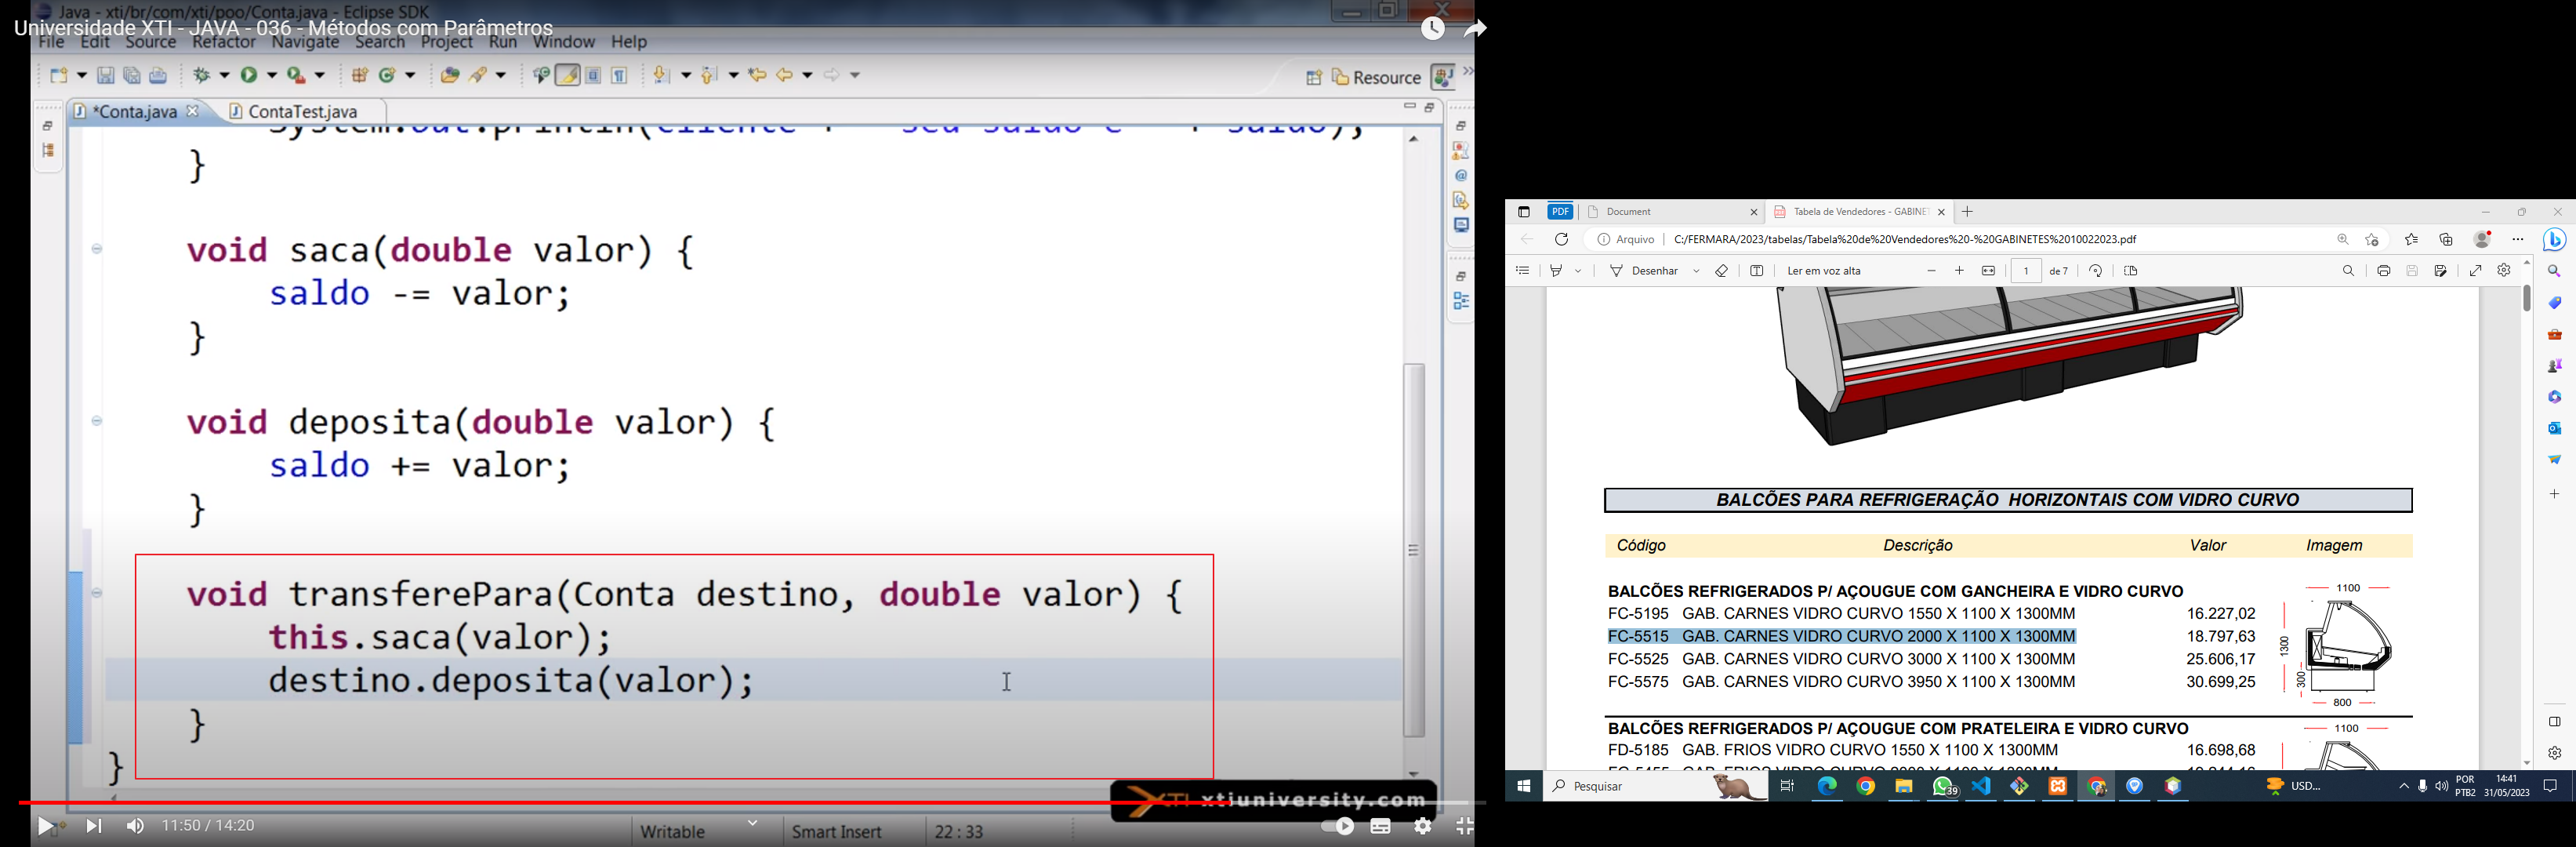 Java - xti/br/com/xti/poo/Conta.java - Eclipse SDK
Universidade XTI - JAVA - 036 - Métodos com Parâmetros
File Edit Source Refactor Navigate Search Project Run Window Help
Resource
*Conta.java
ContaTest.java
System.out.println(cliente + " seu saldo é " + saldo);
}
void saca(double valor) {
saldo -= valor;
}
void deposita(double valor) {
saldo += valor;
}
void transferePara(Conta destino, double valor) {
this.saca(valor);
destino.deposita(valor);
}
}
XTI xtiuniversity.com
11:50 / 14:20
Writable
Smart Insert
22 : 33
PDF
Document
Tabela de Vendedores - GABINET
Arquivo
C:/FERMARA/2023/tabelas/Tabela%20de%20Vendedores%20-%20GABINETES%2010022023.pdf
Desenhar
Ler em voz alta
1
de 7
BALCÕES PARA REFRIGERAÇÃO HORIZONTAIS COM VIDRO CURVO
Código Descrição Valor Imagem
BALCÕES REFRIGERADOS P/ AÇOUGUE COM GANCHEIRA E VIDRO CURVO
FC-5195 GAB. CARNES VIDRO CURVO 1550 X 1100 X 1300MM 16.227,02
FC-5515 GAB. CARNES VIDRO CURVO 2000 X 1100 X 1300MM 18.797,63
FC-5525 GAB. CARNES VIDRO CURVO 3000 X 1100 X 1300MM 25.606,17
FC-5575 GAB. CARNES VIDRO CURVO 3950 X 1100 X 1300MM 30.699,25
1100
1300
300
800
BALCÕES REFRIGERADOS P/ AÇOUGUE COM PRATELEIRA E VIDRO CURVO
FD-5185 GAB. FRIOS VIDRO CURVO 1550 X 1100 X 1300MM 16.698,68
1100
Pesquisar
39
USD...
POR
PTB2
14:41
31/05/2023